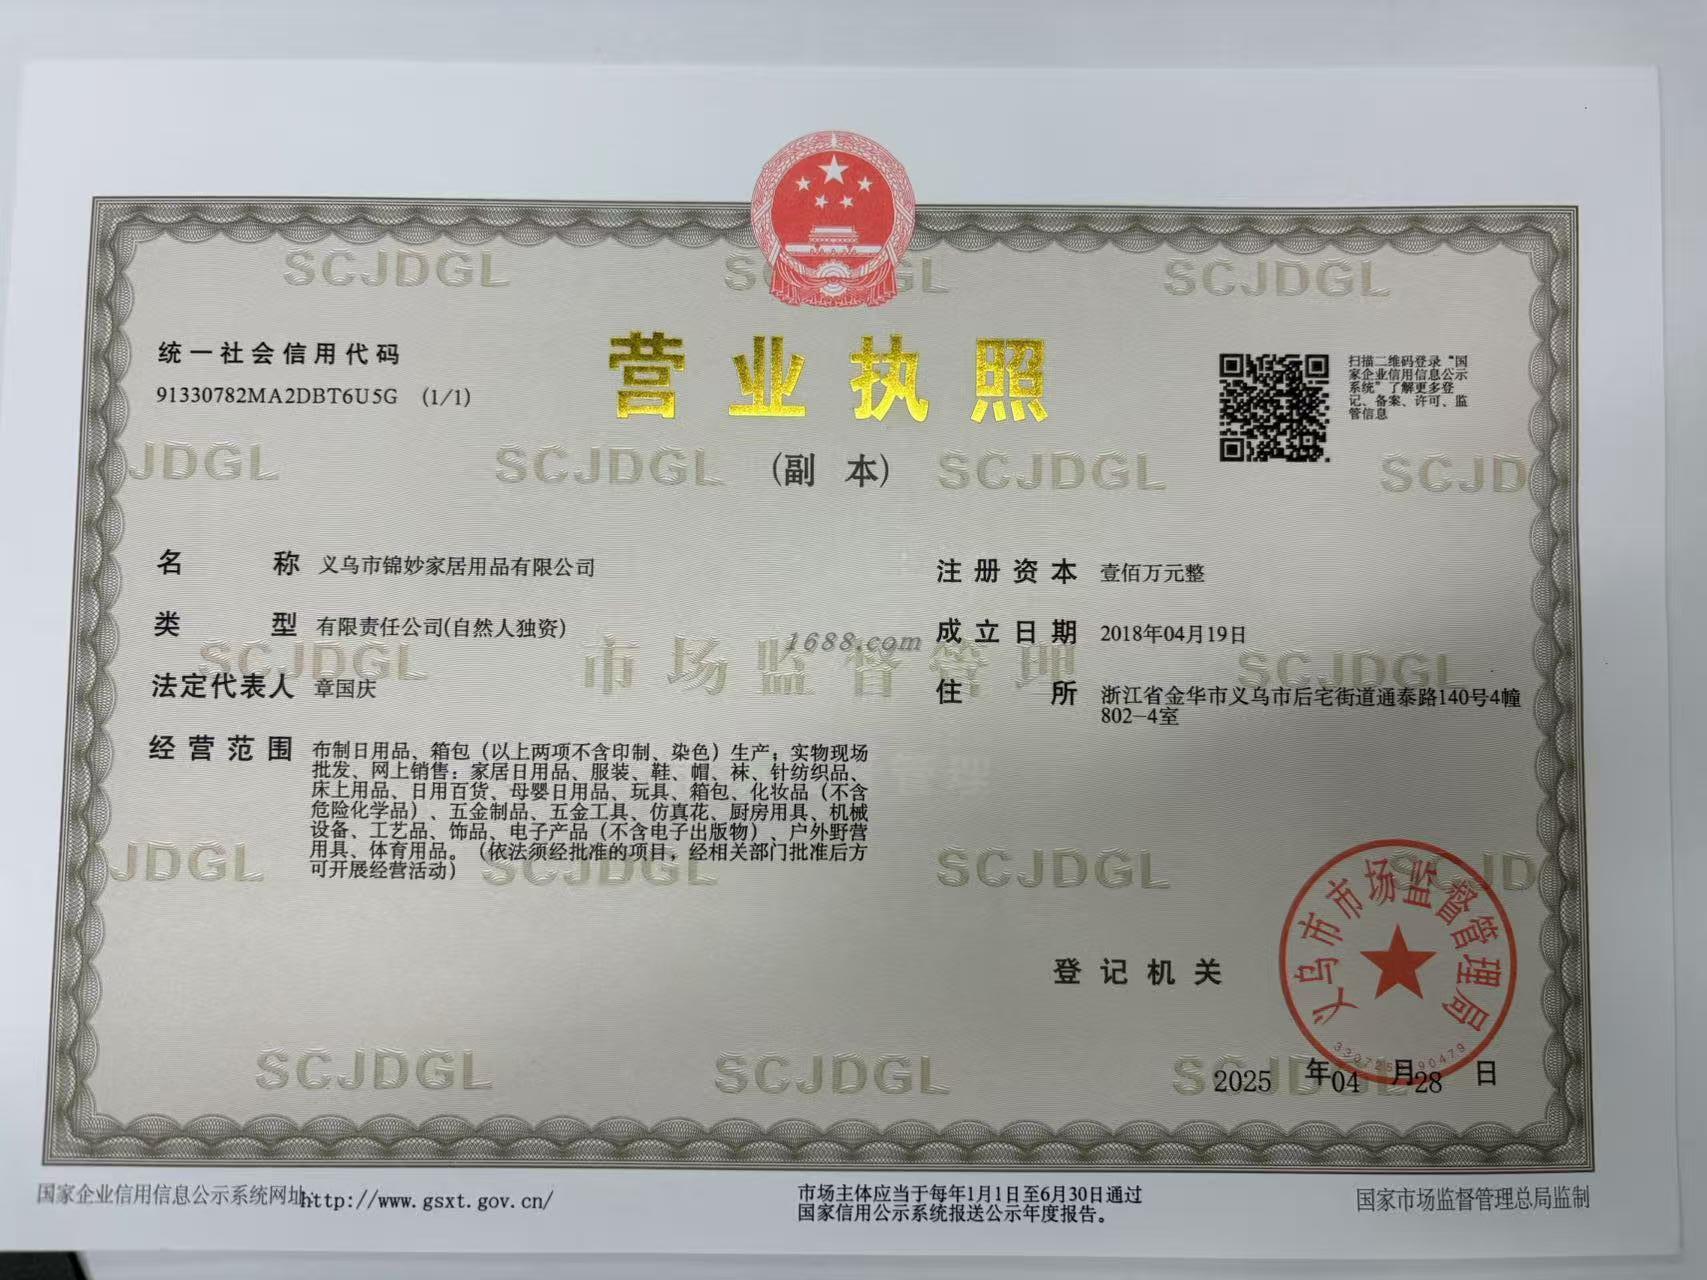 统一社会信用代码
91330782MA2DBT6U5G (1/1)
营业执照
(副 本)
扫描二维码登录“国
家企业信用信息公示
系统”了解更多登
记、备案、许可、监
管信息
名 称 义乌市锦妙家居用品有限公司
类 型 有限责任公司(自然人独资)
法定代表人 章国庆
经营范围 布制日用品、箱包（以上两项不含印制、染色）生产；实物现场
批发、网上销售：家居日用品、服装、鞋、帽、袜、针纺织品、
床上用品、日用百货、母婴日用品、玩具、箱包、化妆品（不含
危险化学品）、五金制品、五金工具、仿真花、厨房用具、机械
设备、工艺品、饰品、电子产品（不含电子出版物）、户外野营
用具、体育用品。（依法须经批准的项目，经相关部门批准后方
可开展经营活动）
注册资本 壹佰万元整
成立日期 2018年04月19日
住 所 浙江省金华市义乌市后宅街道通泰路140号4幢
802-4室
1688.com
市场监督管理
SCJDGL SCJDGL
JDGL SCJDGL SCJDGL SCJD
SCJDGL SCJDGL
JDGL SCJDGL SCJDGL
SCJDGL SCJDGL
登记机关
义乌市市场监督管理局
2025 年04 月28 日
国家企业信用信息公示系统网址:http://www.gsxt.gov.cn/
市场主体应当于每年1月1日至6月30日通过
国家信用公示系统报送公示年度报告。
国家市场监督管理总局监制